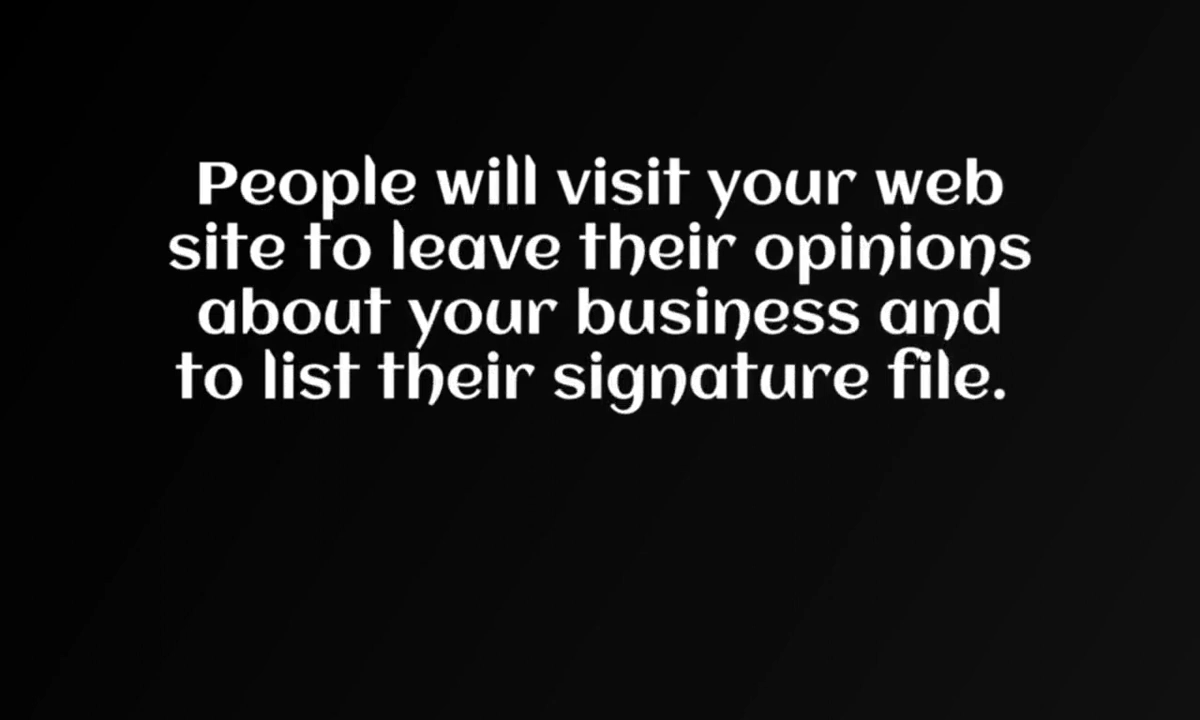 People will visit your web
site to leave their opinions
about your business and
to list their signature file.